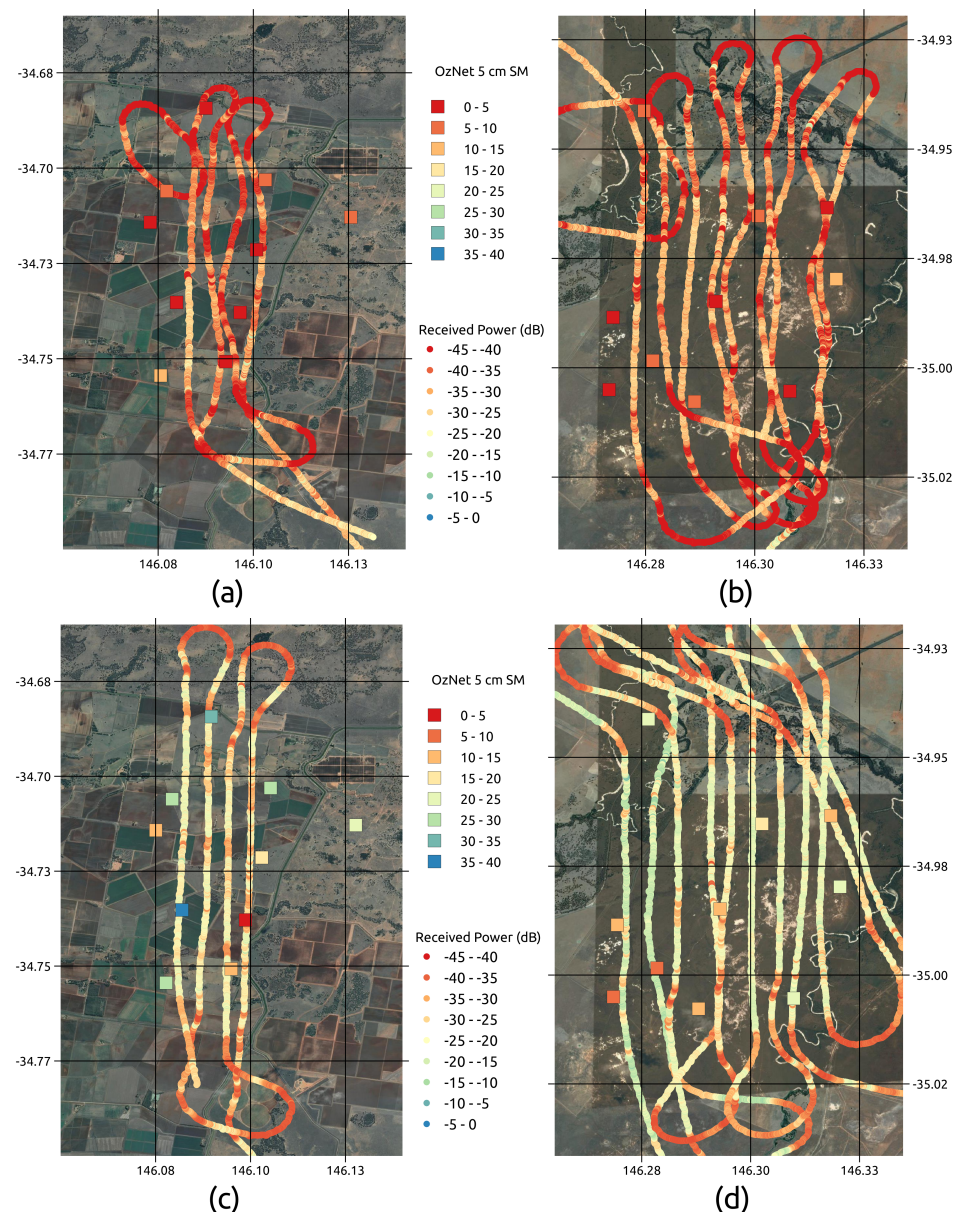 -34.68
-34.70
-34.73
-34.75
-34.77
146.08
146.10
146.13
(a)
OzNet 5 cm SM
0 - 5
5 - 10
10 - 15
15 - 20
20 - 25
25 - 30
30 - 35
35 - 40
Received Power (dB)
-45 - -40
-40 - -35
-35 - -30
-30 - -25
-25 - -20
-20 - -15
-15 - -10
-10 - -5
-5 - 0
-34.93
-34.95
-34.98
-35.00
-35.02
146.28
146.30
146.33
(b)
-34.68
-34.70
-34.73
-34.75
-34.77
146.08
146.10
146.13
(c)
OzNet 5 cm SM
0 - 5
5 - 10
10 - 15
15 - 20
20 - 25
25 - 30
30 - 35
35 - 40
Received Power (dB)
-45 - -40
-40 - -35
-35 - -30
-30 - -25
-25 - -20
-20 - -15
-15 - -10
-10 - -5
-5 - 0
-34.93
-34.95
-34.98
-35.00
-35.02
146.28
146.30
146.33
(d)